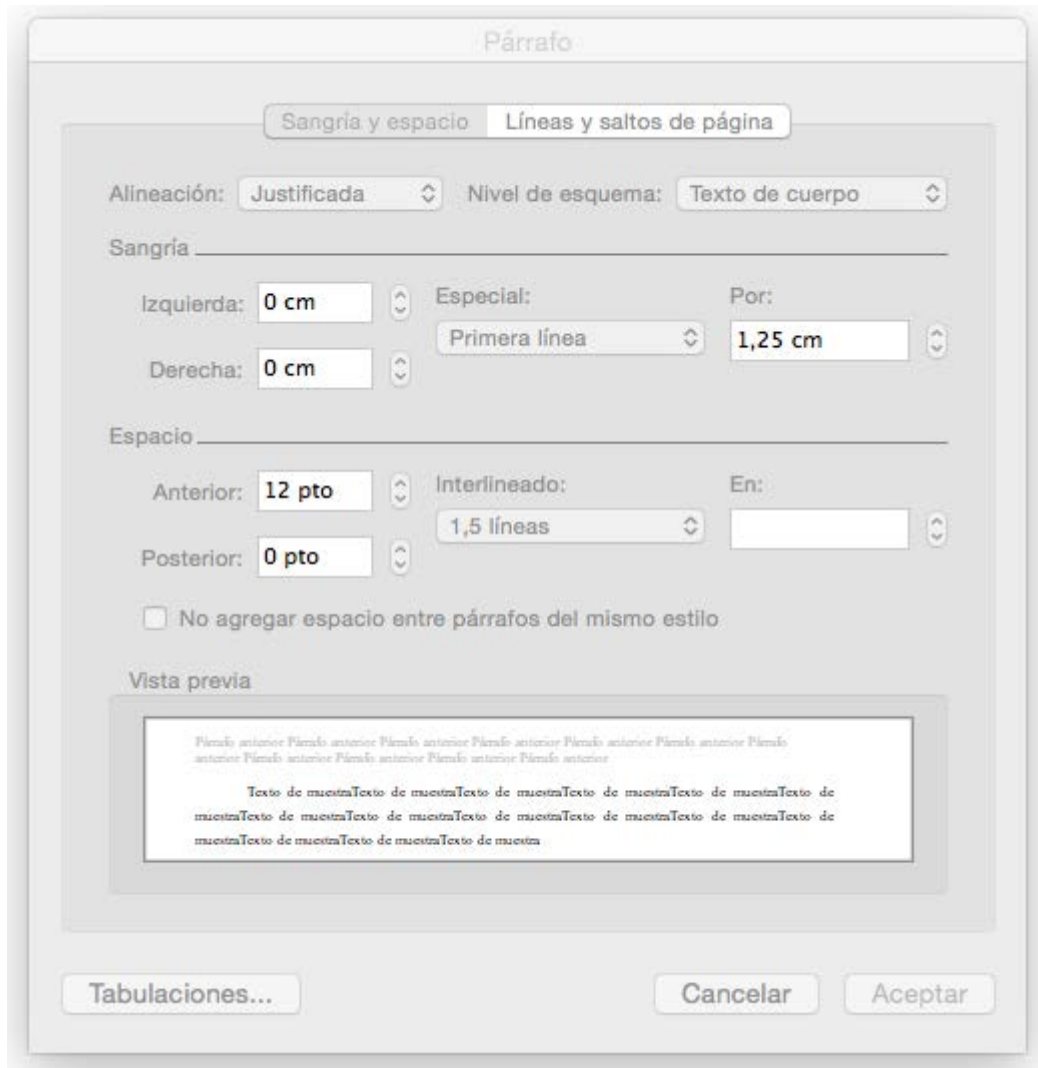 Párrafo
Sangría y espacio Líneas y saltos de página
Alineación: Justificada Nivel de esquema: Texto de cuerpo
Sangría
Izquierda: 0 cm Especial: Por:
Primera línea 1,25 cm
Derecha: 0 cm
Espacio
Anterior: 12 pto Interlineado: En:
1,5 líneas
Posterior: 0 pto
No agregar espacio entre párrafos del mismo estilo
Vista previa
Párrafo anterior Párrafo anterior Párrafo anterior Párrafo anterior Párrafo anterior Párrafo anterior Párrafo
anterior Párrafo anterior Párrafo anterior Párrafo anterior Párrafo anterior
Texto de muestraTexto de muestraTexto de muestraTexto de muestraTexto de muestraTexto de
muestraTexto de muestraTexto de muestraTexto de muestraTexto de muestraTexto de muestraTexto de
muestraTexto de muestraTexto de muestraTexto de muestra
Tabulaciones... Cancelar Aceptar